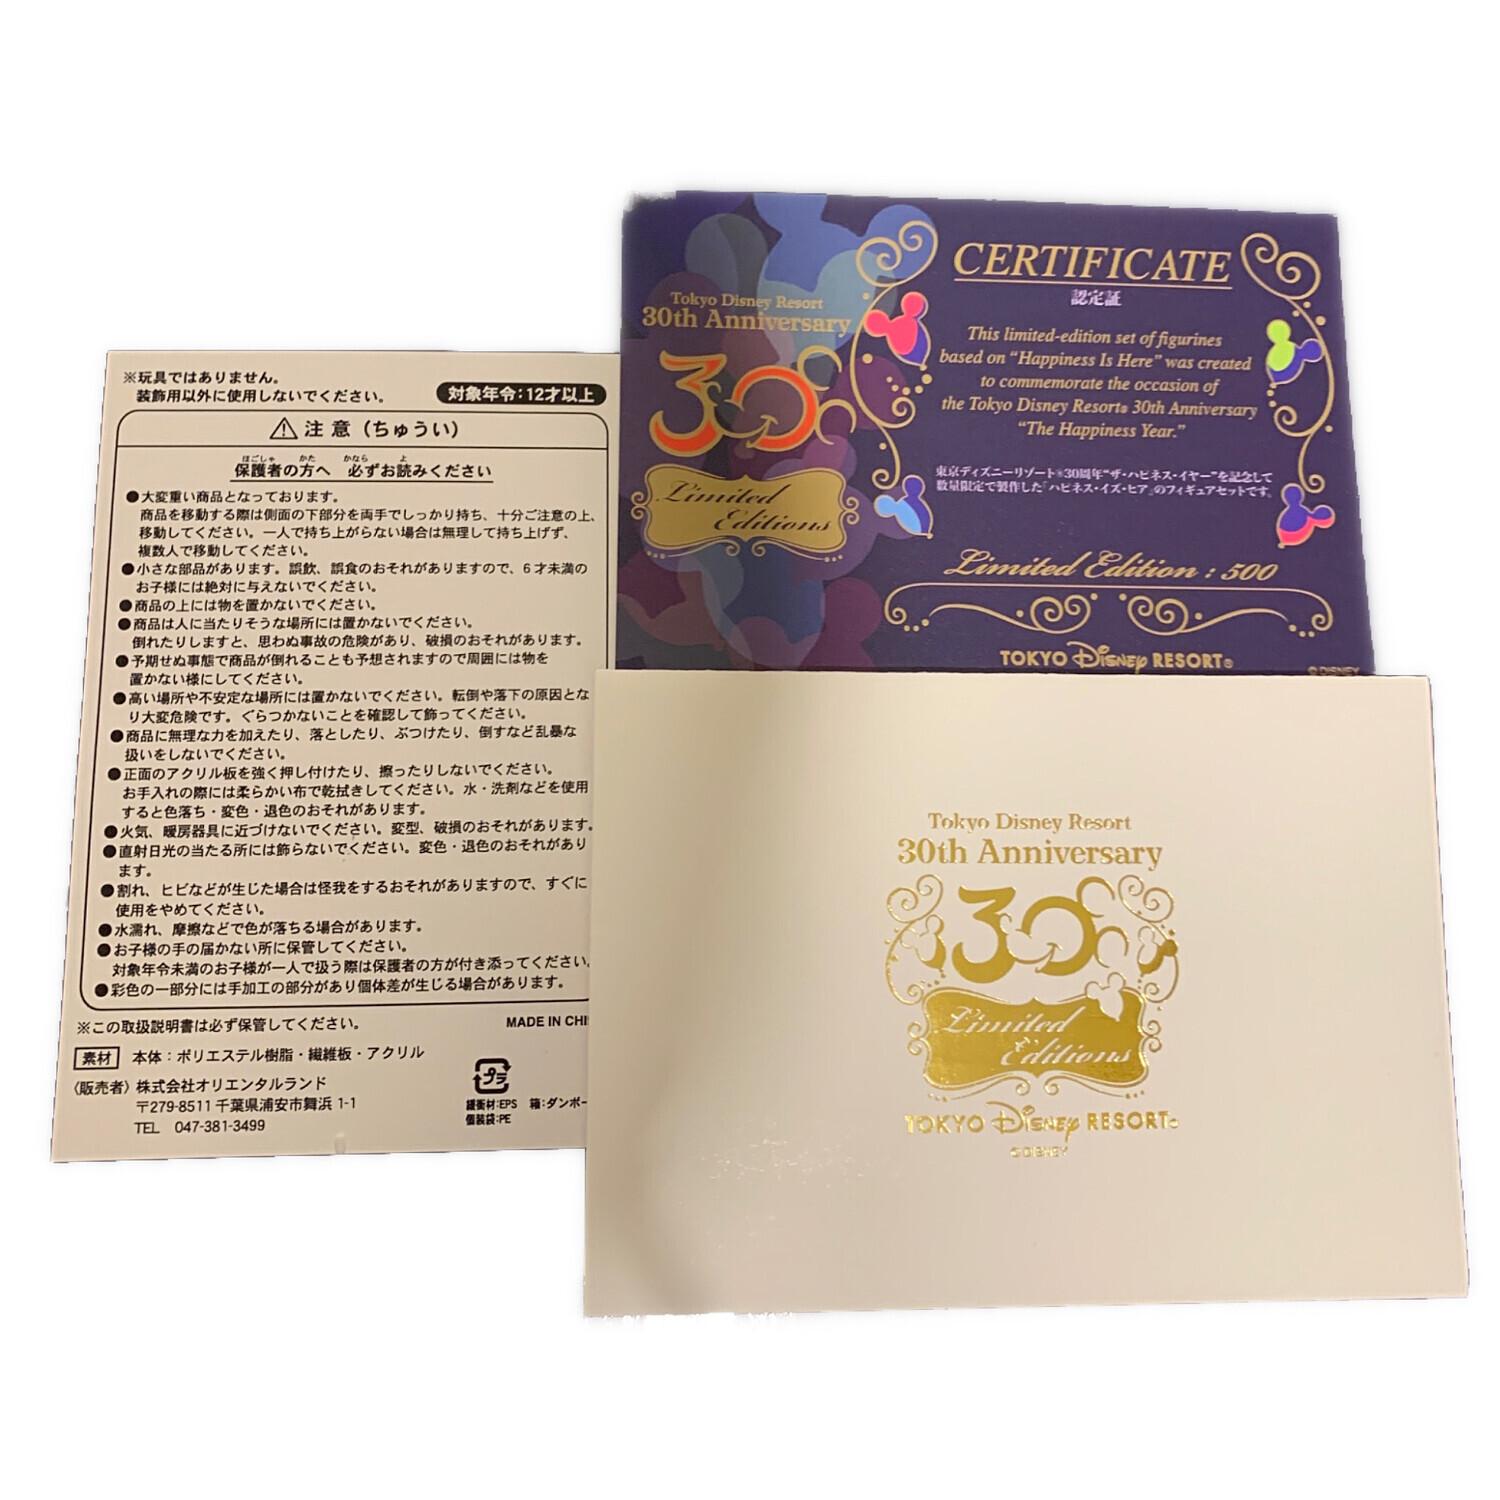 ※玩具ではありません。
装飾用以外に使用しないでください。
対象年令：12才以上
注意（ちゅうい）
ほごしゃ かた かなら よ
保護者の方へ 必ずお読みください
●大変重い商品となっております。
商品を移動する際は側面の下部分を両手でしっかり持ち、十分ご注意の上、
移動してください。一人で持ち上がらない場合は無理して持ち上げず、
複数人で移動してください。
●小さな部品があります。誤飲、誤食のおそれがありますので、6才未満の
お子様には絶対に与えないでください。
●商品の上には物を置かないでください。
●商品は人に当たりそうな場所には置かないでください。
倒れたりしますと、思わぬ事故の危険があり、破損のおそれがあります。
●予期せぬ事態で商品が倒れることも予想されますので周囲には物を
置かない様にしてください。
●高い場所や不安定な場所には置かないでください。転倒や落下の原因とな
り大変危険です。ぐらつかないことを確認して飾ってください。
●商品に無理な力を加えたり、落としたり、ぶつけたり、倒すなど乱暴な
扱いをしないでください。
●正面のアクリル板を強く押し付けたり、擦ったりしないでください。
お手入れの際には柔らかい布で乾拭きしてください。水・洗剤などを使用
すると色落ち・変色・退色のおそれがあります。
●火気、暖房器具に近づけないでください。変型、破損のおそれがあります。
●直射日光の当たる所には飾らないでください。変色・退色のおそれがあり
ます。
●割れ、ヒビなどが生じた場合は怪我をするおそれがありますので、すぐに
使用をやめてください。
●水濡れ、摩擦などで色が落ちる場合があります。
●お子様の手の届かない所に保管してください。
対象年令未満のお子様が一人で扱う際は保護者の方が付き添ってください。
●彩色の一部分には手加工の部分があり個体差が生じる場合があります。
※この取扱説明書は必ず保管してください。
MADE IN CHI
素材 本体：ポリエステル樹脂・繊維板・アクリル
〈販売者〉株式会社オリエンタルランド
〒279-8511 千葉県浦安市舞浜 1-1
TEL 047-381-3499
プラ
緩衝材:EPS 箱:ダンボー
個装袋:PE
Tokyo Disney Resort
30th Anniversary
30
Limited
Editions
CERTIFICATE
認定証
This limited-edition set of figurines
based on “Happiness Is Here” was created
to commemorate the occasion of
the Tokyo Disney Resort® 30th Anniversary
“The Happiness Year.”
東京ディズニーリゾート®30周年“ザ・ハピネス・イヤー”を記念して
数量限定で製作した「ハピネス・イズ・ヒア」のフィギュアセットです。
Limited Edition : 500
TOKYO Disney RESORT®
© DISNEY
Tokyo Disney Resort
30th Anniversary
30
Limited
Editions
TOKYO Disney RESORT®
© DISNEY